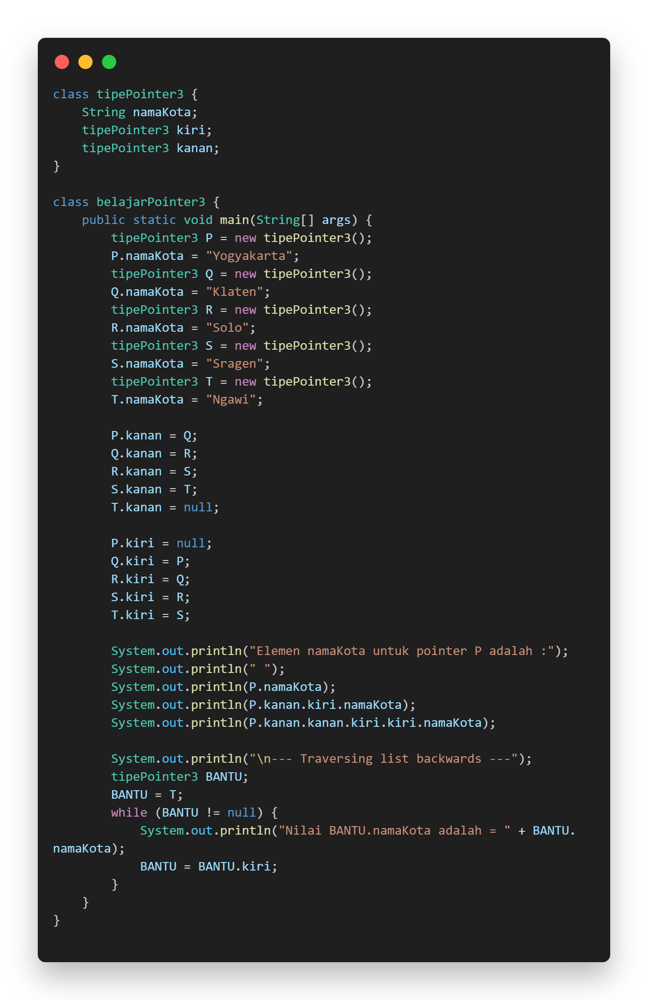 class tipePointer3 {
    String namaKota;
    tipePointer3 kiri;
    tipePointer3 kanan;
}

class belajarPointer3 {
    public static void main(String[] args) {
        tipePointer3 P = new tipePointer3();
        P.namaKota = "Yogyakarta";
        tipePointer3 Q = new tipePointer3();
        Q.namaKota = "Klaten";
        tipePointer3 R = new tipePointer3();
        R.namaKota = "Solo";
        tipePointer3 S = new tipePointer3();
        S.namaKota = "Sragen";
        tipePointer3 T = new tipePointer3();
        T.namaKota = "Ngawi";

        P.kanan = Q;
        Q.kanan = R;
        R.kanan = S;
        S.kanan = T;
        T.kanan = null;

        P.kiri = null;
        Q.kiri = P;
        R.kiri = Q;
        S.kiri = R;
        T.kiri = S;

        System.out.println("Elemen namaKota untuk pointer P adalah :");
        System.out.println(" ");
        System.out.println(P.namaKota);
        System.out.println(P.kanan.kiri.namaKota);
        System.out.println(P.kanan.kanan.kiri.kiri.namaKota);

        System.out.println("\n--- Traversing list backwards ---");
        tipePointer3 BANTU;
        BANTU = T;
        while (BANTU != null) {
            System.out.println("Nilai BANTU.namaKota adalah = " + BANTU.
namaKota);
            BANTU = BANTU.kiri;
        }
    }
}